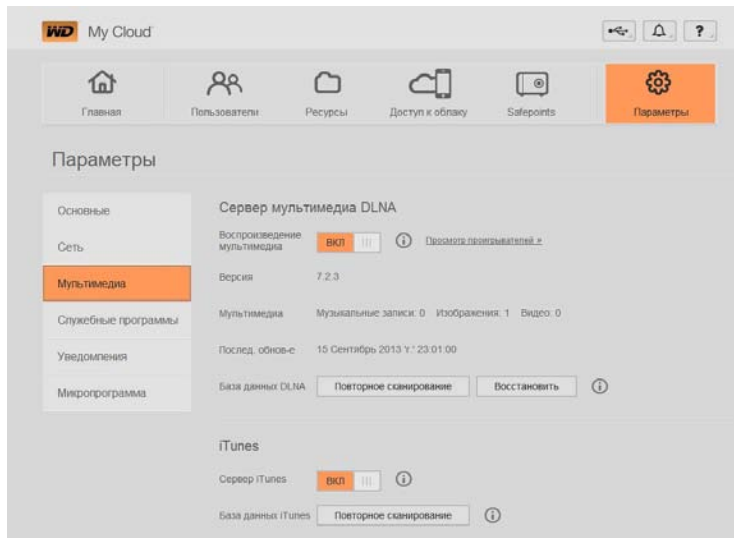 WD My Cloud
?
Главная
Пользователи
Ресурсы
Доступ к облаку
Safepoints
Параметры
Параметры
Основные
Сеть
Мультимедиа
Служебные программы
Уведомления
Микропрограмма
Сервер мультимедиа DLNA
Воспроизведение
мультимедиа
ВКЛ
Просмотр проигрывателей »
Версия 7.2.3
Мультимедиа Музыкальные записи: 0 Изображения: 1 Видео: 0
Послед. обнов-е 15 Сентябрь 2013 'г.' 23:01:00
База данных DLNA Повторное сканирование Восстановить
iTunes
Сервер iTunes ВКЛ
База данных iTunes Повторное сканирование